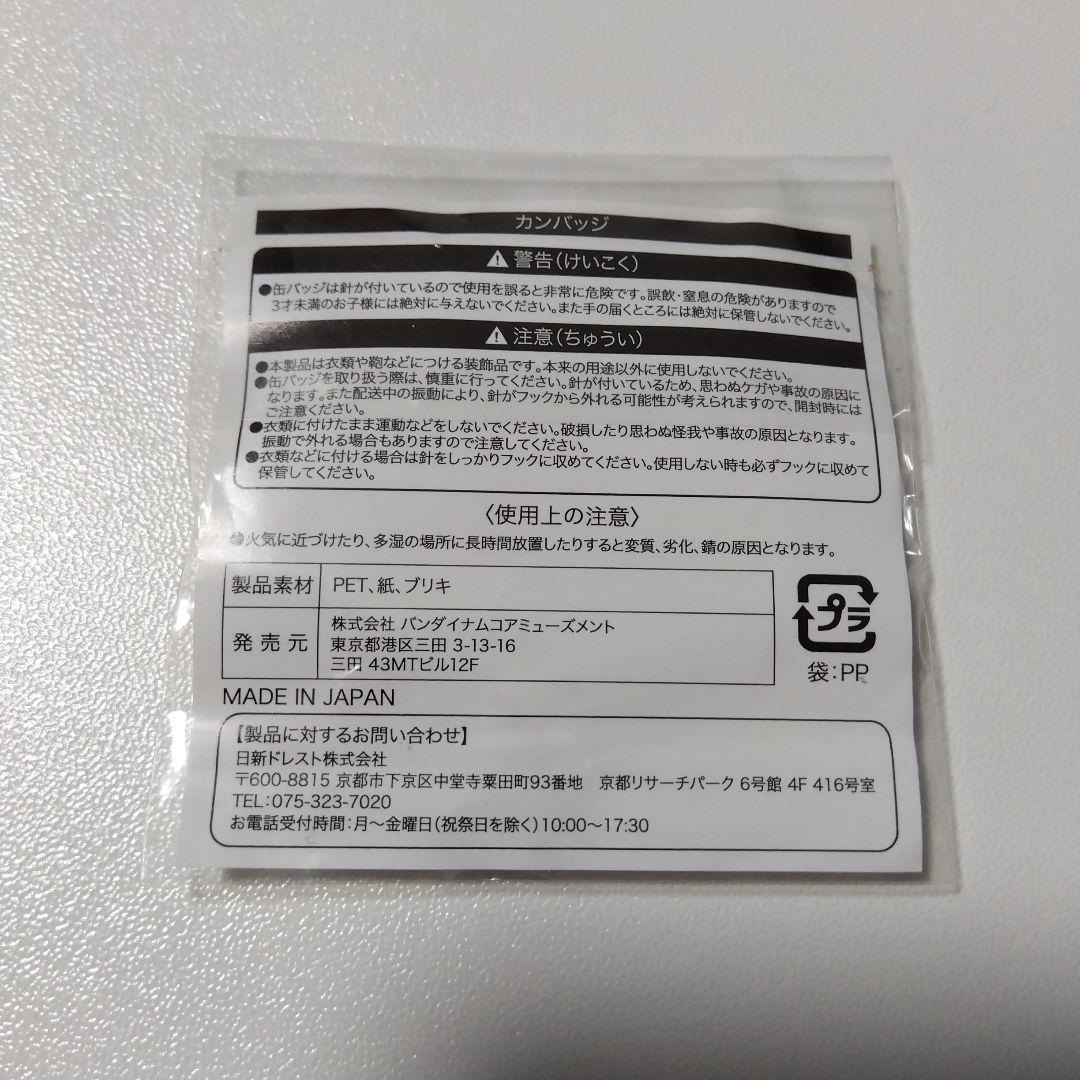 カンバッジ
警告(けいこく)
●缶バッジは針が付いているので使用を誤ると非常に危険です。誤飲・窒息の危険がありますので
3才未満のお子様には絶対に与えないでください。また手の届くところには絶対に保管しないでください。
注意(ちゅうい)
●本製品は衣類や鞄などにつける装飾品です。本来の用途以外に使用しないでください。
●缶バッジを取り扱う際は、慎重に行ってください。針が付いているため、思わぬケガや事故の原因に
なります。また配送中の振動により、針がフックから外れる可能性が考えられますので、開封時には
ご注意ください。
●衣類に付けたまま運動などをしないでください。破損したり思わぬ怪我や事故の原因となります。
振動で外れる場合もありますので注意してください。
●衣類などに付ける場合は針をしっかりフックに収めてください。使用しない時も必ずフックに収めて
保管してください。
〈使用上の注意〉
●火気に近づけたり、多湿の場所に長時間放置したりすると変質、劣化、錆の原因となります。
製品素材 PET、紙、ブリキ
発売元 株式会社 バンダイナムコアミューズメント
東京都港区三田 3-13-16
三田 43MTビル12F
プラ
袋:PP
MADE IN JAPAN
【製品に対するお問い合わせ】
日新ドレスト株式会社
〒600-8815 京都市下京区中堂寺粟田町93番地 京都リサーチパーク 6号館 4F 416号室
TEL:075-323-7020
お電話受付時間:月〜金曜日(祝祭日を除く)10:00〜17:30